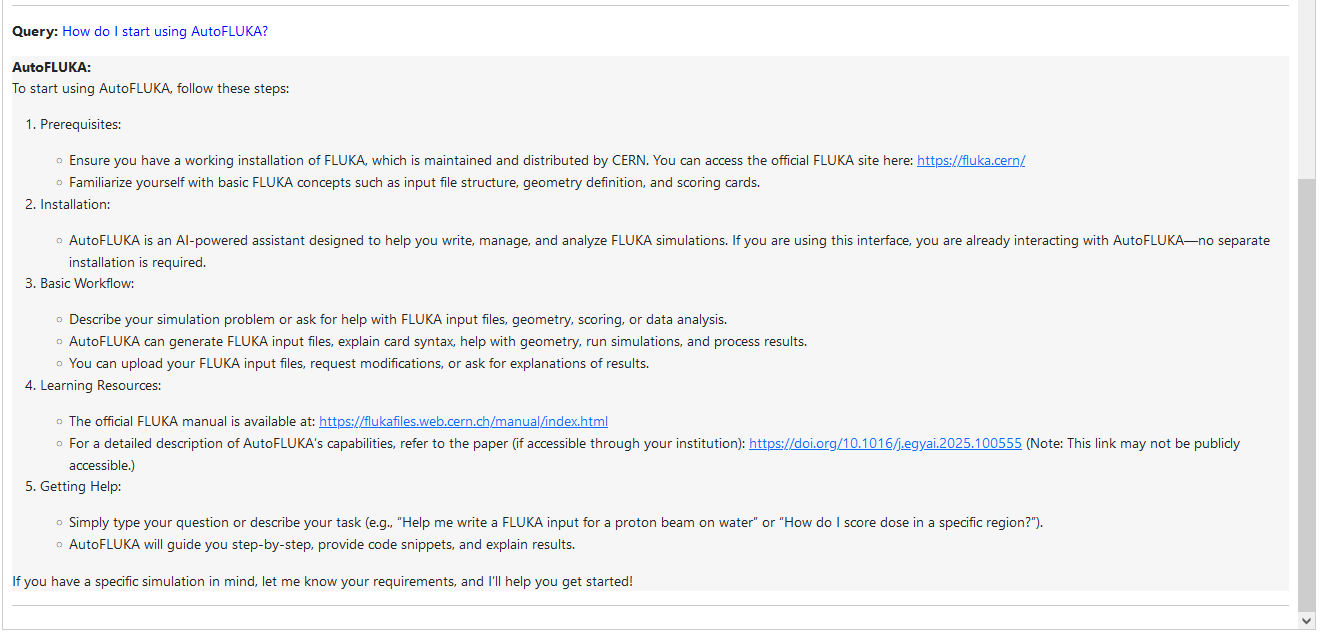 Query: How do I start using AutoFLUKA?
AutoFLUKA:
To start using AutoFLUKA, follow these steps:
1. Prerequisites:
◦ Ensure you have a working installation of FLUKA, which is maintained and distributed by CERN. You can access the official FLUKA site here: https://fluka.cern/
◦ Familiarize yourself with basic FLUKA concepts such as input file structure, geometry definition, and scoring cards.
2. Installation:
◦ AutoFLUKA is an AI-powered assistant designed to help you write, manage, and analyze FLUKA simulations. If you are using this interface, you are already interacting with AutoFLUKA—no separate
installation is required.
3. Basic Workflow:
◦ Describe your simulation problem or ask for help with FLUKA input files, geometry, scoring, or data analysis.
◦ AutoFLUKA can generate FLUKA input files, explain card syntax, help with geometry, run simulations, and process results.
◦ You can upload your FLUKA input files, request modifications, or ask for explanations of results.
4. Learning Resources:
◦ The official FLUKA manual is available at: https://flukafiles.web.cern.ch/manual/index.html
◦ For a detailed description of AutoFLUKA’s capabilities, refer to the paper (if accessible through your institution): https://doi.org/10.1016/j.egyai.2025.100555 (Note: This link may not be publicly
accessible.)
5. Getting Help:
◦ Simply type your question or describe your task (e.g., “Help me write a FLUKA input for a proton beam on water” or “How do I score dose in a specific region?”).
◦ AutoFLUKA will guide you step-by-step, provide code snippets, and explain results.
If you have a specific simulation in mind, let me know your requirements, and I’ll help you get started!